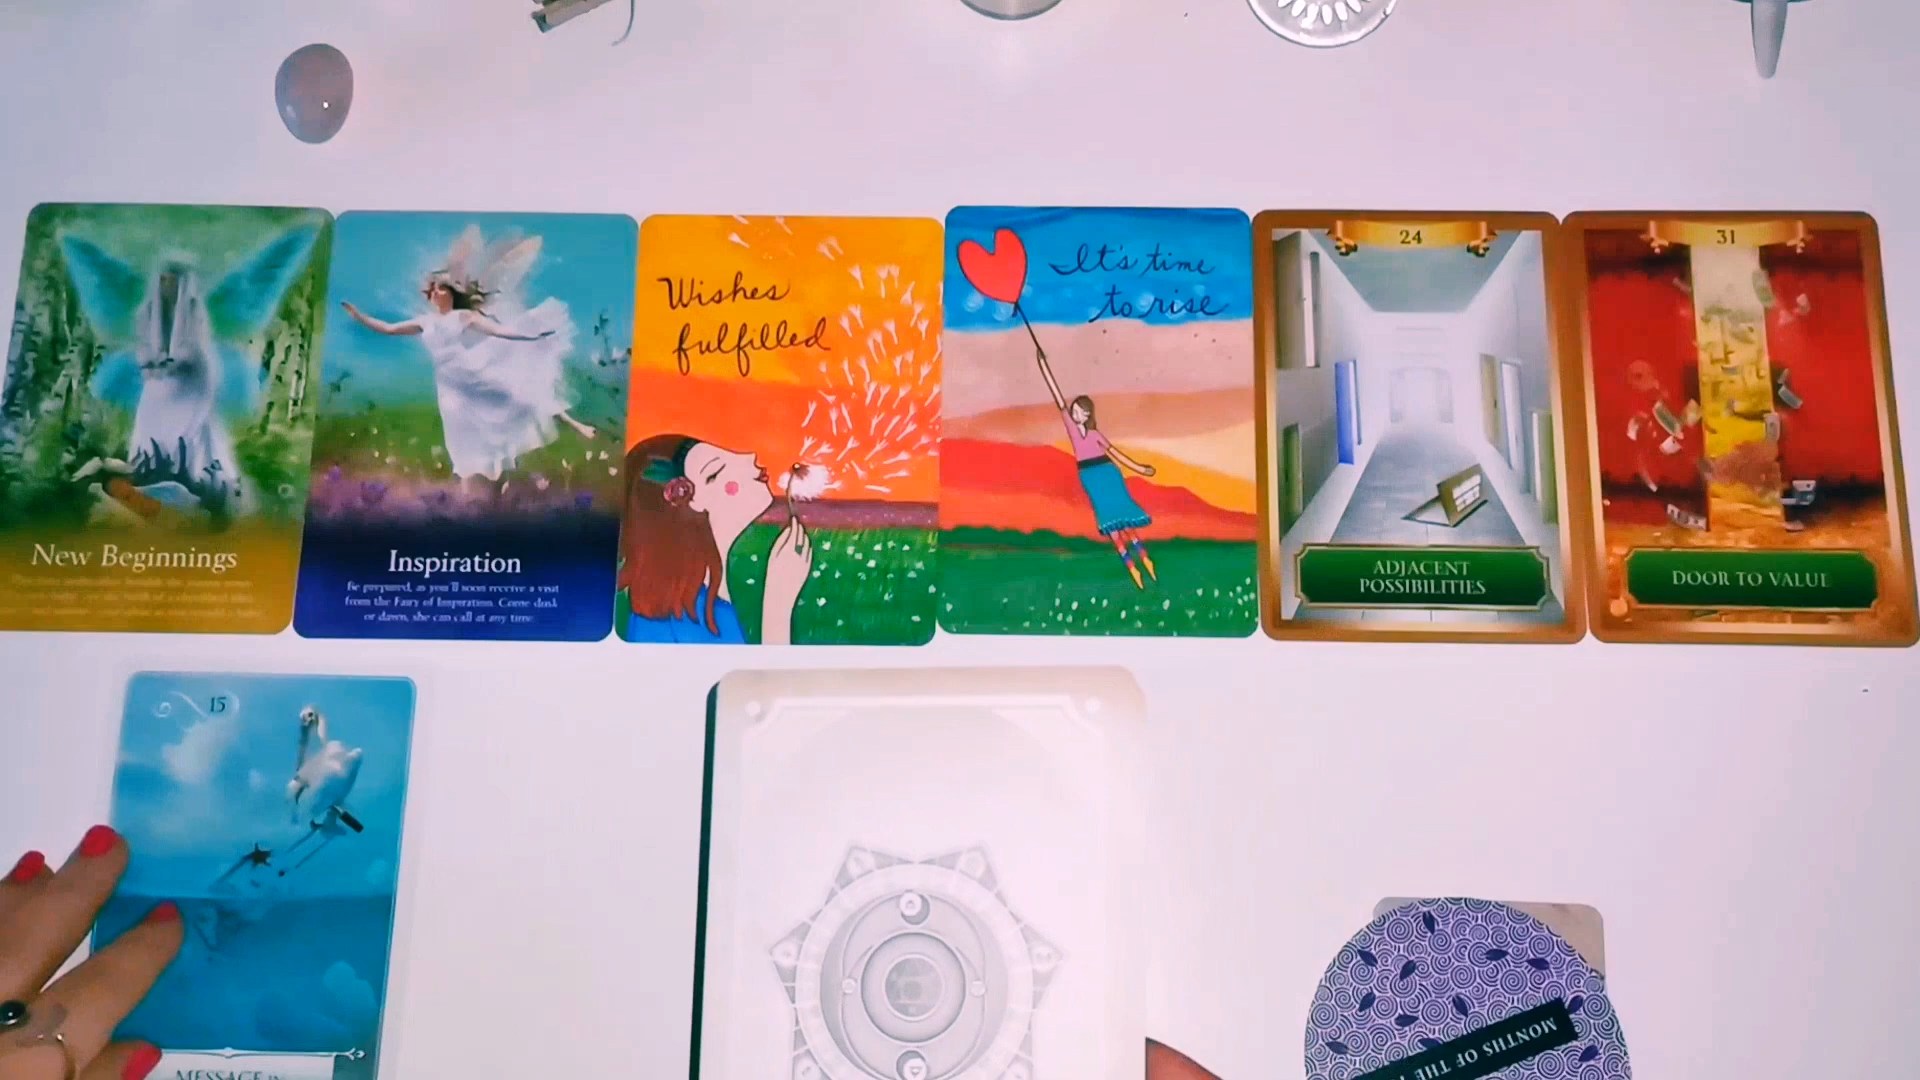 New Beginnings
Inspiration
Be prepared, as you'll soon receive a visit
from the Fairy of Inspiration. Come dusk
or dawn, she can call at any time.
Wishes
fulfilled
It's time
to rise
24
ADJACENT
POSSIBILITIES
31
DOOR TO VALUE
15
MESSAGE
MONTHS OF THE